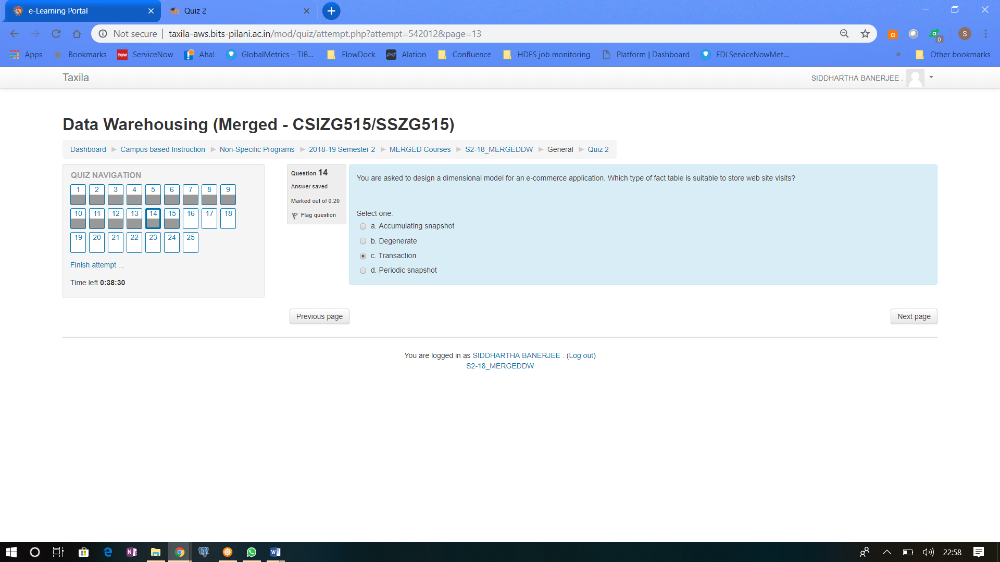 e-Learning Portal
Quiz 2
Not secure | taxila-aws.bits-pilani.ac.in/mod/quiz/attempt.php?attempt=542012&page=13
S
0
Apps Bookmarks now ServiceNow Aha! GlobalMetrics – TIB... FlowDock Alation Confluence HDFS job monitoring Platform | Dashboard FDLServiceNowMet... » Other bookmarks
Taxila
SIDDHARTHA BANERJEE .
Data Warehousing (Merged - CSIZG515/SSZG515)
Dashboard ► Campus based Instruction ► Non-Specific Programs ► 2018-19 Semester 2 ► MERGED Courses ► S2-18_MERGEDDW ► General ► Quiz 2
QUIZ NAVIGATION
1 2 3 4 5 6 7 8 9
10 11 12 13 14 15 16 17 18
19 20 21 22 23 24 25
Finish attempt ...
Time left 0:38:30
Question 14
Answer saved
Marked out of 0.20
Flag question
You are asked to design a dimensional model for an e-commerce application. Which type of fact table is suitable to store web site visits?
Select one:
a. Accumulating snapshot
b. Degenerate
c. Transaction
d. Periodic snapshot
Previous page
Next page
You are logged in as SIDDHARTHA BANERJEE . (Log out)
S2-18_MERGEDDW
22:58